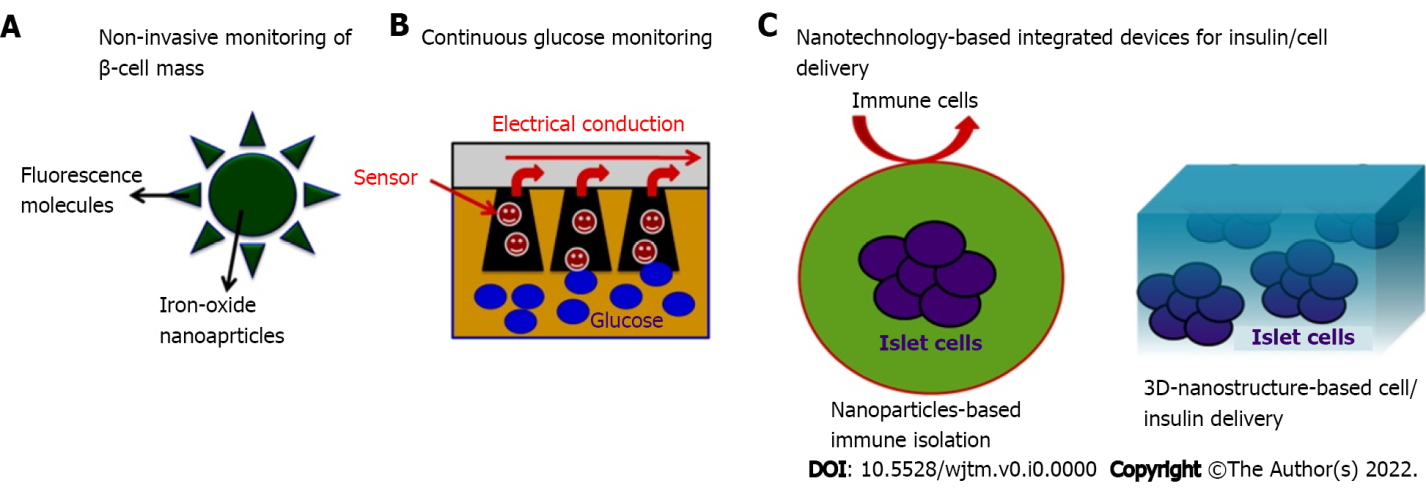 A
Non-invasive monitoring of
β-cell mass
Fluorescence
molecules
Iron-oxide
nanoaprticles
B
Continuous glucose monitoring
Electrical conduction
Sensor
Glucose
C
Nanotechnology-based integrated devices for insulin/cell
delivery
Immune cells
Islet cells
Nanoparticles-based
immune isolation
Islet cells
3D-nanostructure-based cell/
insulin delivery
DOI: 10.5528/wjtm.v0.i0.0000 Copyright ©The Author(s) 2022.